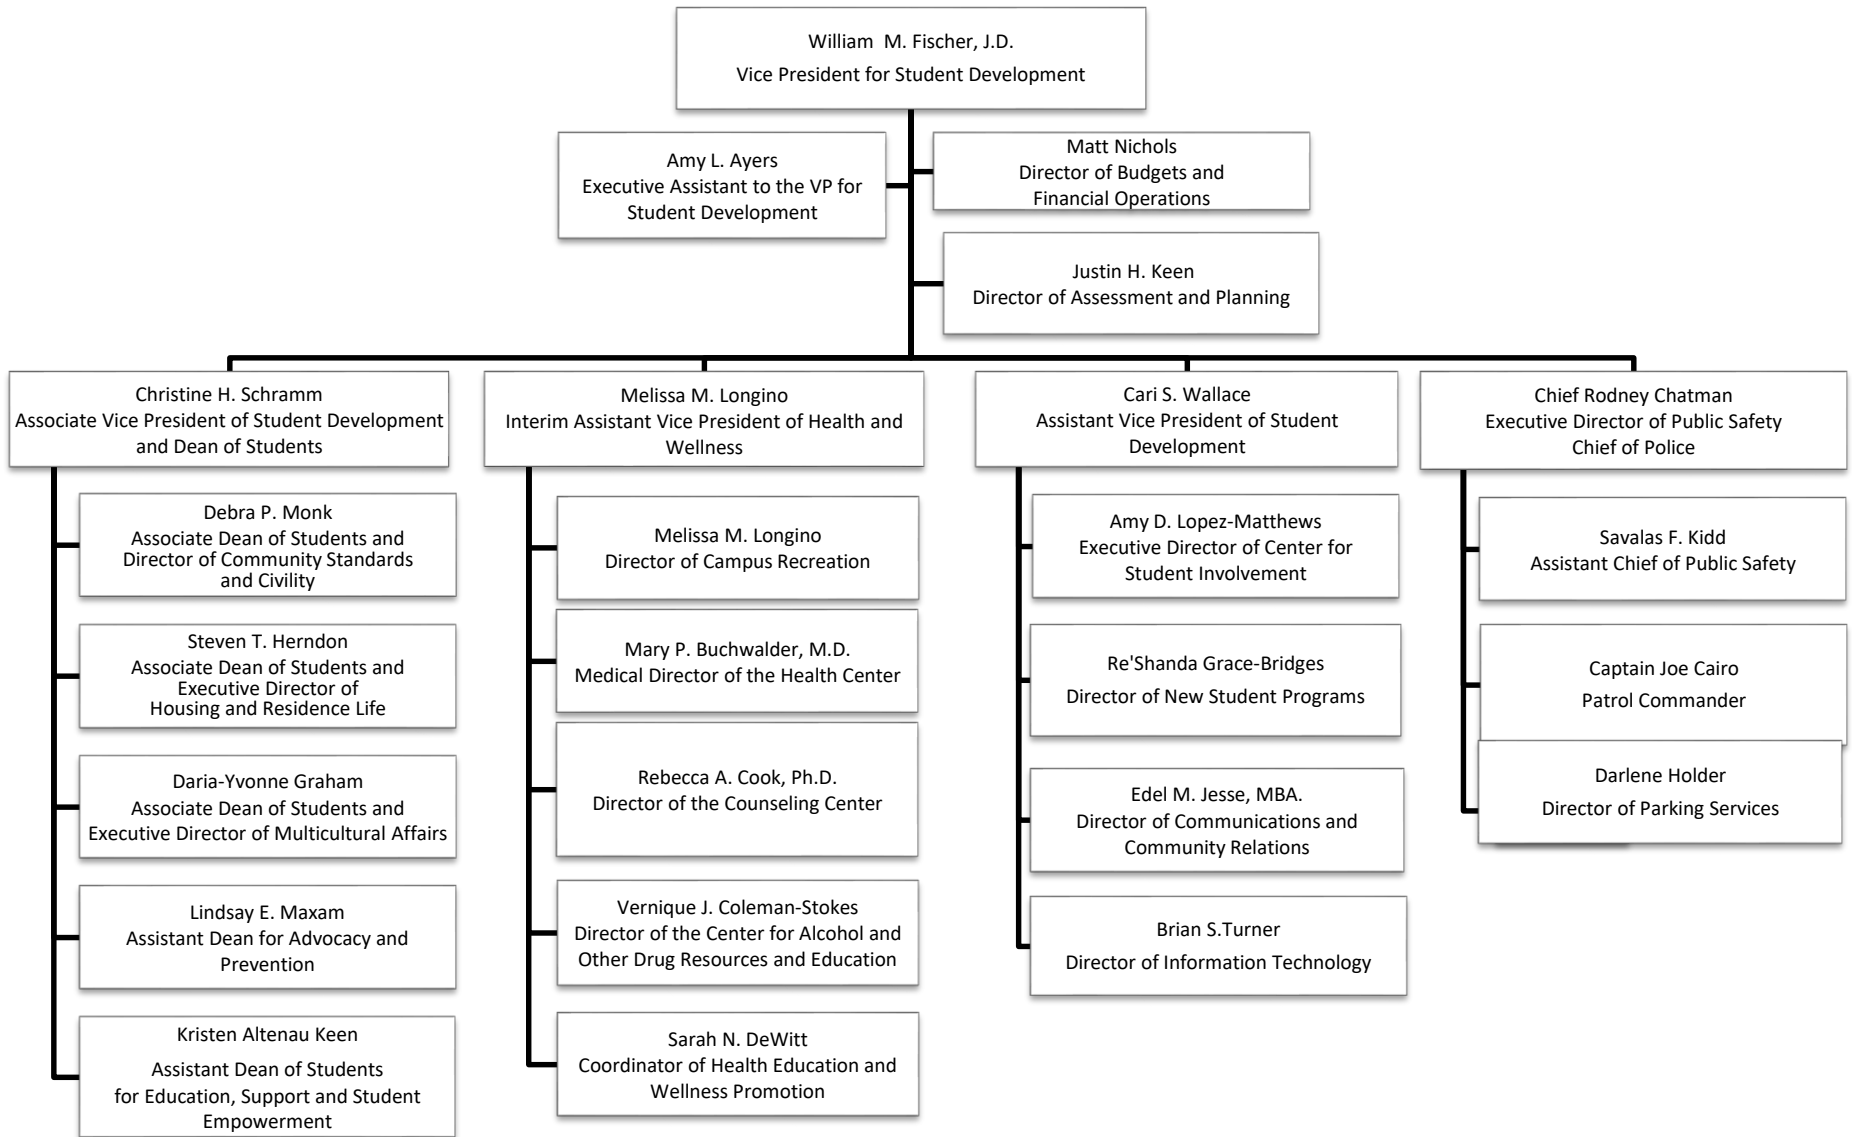 William  M. Fischer, J.D.
Vice President for Student Development
Amy L. Ayers
Executive Assistant to the VP for
Student Development
Matt Nichols
Director of Budgets and
Financial Operations
Justin H. Keen
Director of Assessment and Planning
Christine H. Schramm
Associate Vice President of Student Development
and Dean of Students
Debra P. Monk
Associate Dean of Students and
Director of Community Standards
and Civility
Steven T. Herndon
Associate Dean of Students and
Executive Director of
Housing and Residence Life
Daria-Yvonne Graham
Associate Dean of Students and
Executive Director of Multicultural Affairs
Lindsay E. Maxam
Assistant Dean for Advocacy and
Prevention
Kristen Altenau Keen
Assistant Dean of Students
for Education, Support and Student
Empowerment
Melissa M. Longino
Interim Assistant Vice President of Health and
Wellness
Melissa M. Longino
Director of Campus Recreation
Mary P. Buchwalder, M.D.
Medical Director of the Health Center
Rebecca A. Cook, Ph.D.
Director of the Counseling Center
Vernique J. Coleman-Stokes
Director of the Center for Alcohol and
Other Drug Resources and Education
Sarah N. DeWitt
Coordinator of Health Education and
Wellness Promotion
Cari S. Wallace
Assistant Vice President of Student
Development
Amy D. Lopez-Matthews
Executive Director of Center for
Student Involvement
Re'Shanda Grace-Bridges
Director of New Student Programs
Edel M. Jesse, MBA.
Director of Communications and
Community Relations
Brian S.Turner
Director of Information Technology
Chief Rodney Chatman
Executive Director of Public Safety
Chief of Police
Savalas F. Kidd
Assistant Chief of Public Safety
Captain Joe Cairo
Patrol Commander
Darlene Holder
Director of Parking Services